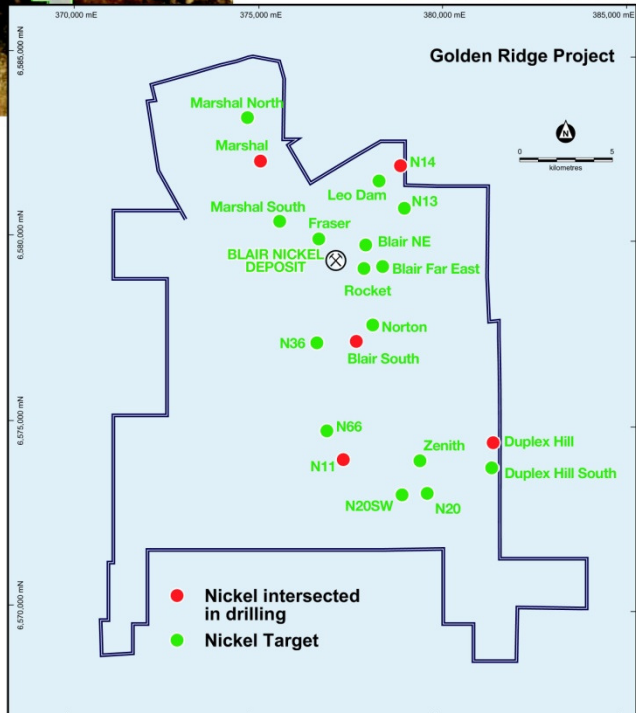 370,000 mE
375,000 mE
380,000 mE
385,000 mE
6,585,000 mN
Golden Ridge Project
Marshal North
Marshal
N14
N
0
5
kilometres
Leo Dam
N13
Marshal South
Fraser
6,580,000 mN
BLAIR NICKEL
DEPOSIT
Blair NE
Blair Far East
Rocket
Norton
N36
Blair South
6,575,000 mN
N66
Zenith
Duplex Hill
N11
Duplex Hill South
N20SW
N20
6,570,000 mN
Nickel intersected
in drilling
Nickel Target